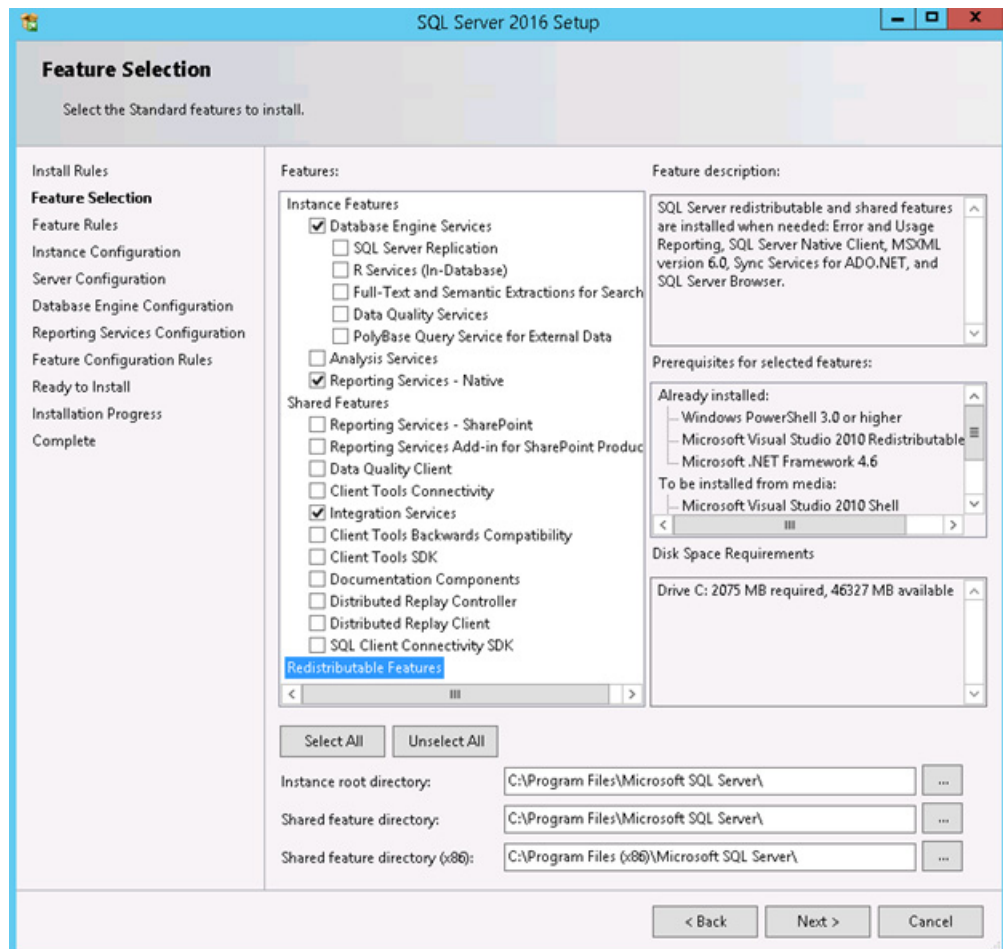 SQL Server 2016 Setup
Feature Selection
Select the Standard features to install.
Install Rules
Feature Selection
Feature Rules
Instance Configuration
Server Configuration
Database Engine Configuration
Reporting Services Configuration
Feature Configuration Rules
Ready to Install
Installation Progress
Complete
Features:
Instance Features
Database Engine Services
SQL Server Replication
R Services (In-Database)
Full-Text and Semantic Extractions for Search
Data Quality Services
PolyBase Query Service for External Data
Analysis Services
Reporting Services - Native
Shared Features
Reporting Services - SharePoint
Reporting Services Add-in for SharePoint Produc
Data Quality Client
Client Tools Connectivity
Integration Services
Client Tools Backwards Compatibility
Client Tools SDK
Documentation Components
Distributed Replay Controller
Distributed Replay Client
SQL Client Connectivity SDK
Redistributable Features
Feature description:
SQL Server redistributable and shared features
are installed when needed: Error and Usage
Reporting, SQL Server Native Client, MSXML
version 6.0, Sync Services for ADO.NET, and
SQL Server Browser.
Prerequisites for selected features:
Already installed:
Windows PowerShell 3.0 or higher
Microsoft Visual Studio 2010 Redistributable
Microsoft .NET Framework 4.6
To be installed from media:
Microsoft Visual Studio 2010 Shell
Disk Space Requirements
Drive C: 2075 MB required, 46327 MB available
Select All
Unselect All
Instance root directory:
C:\Program Files\Microsoft SQL Server\
...
Shared feature directory:
C:\Program Files\Microsoft SQL Server\
...
Shared feature directory (x86):
C:\Program Files (x86)\Microsoft SQL Server\
...
< Back
Next >
Cancel